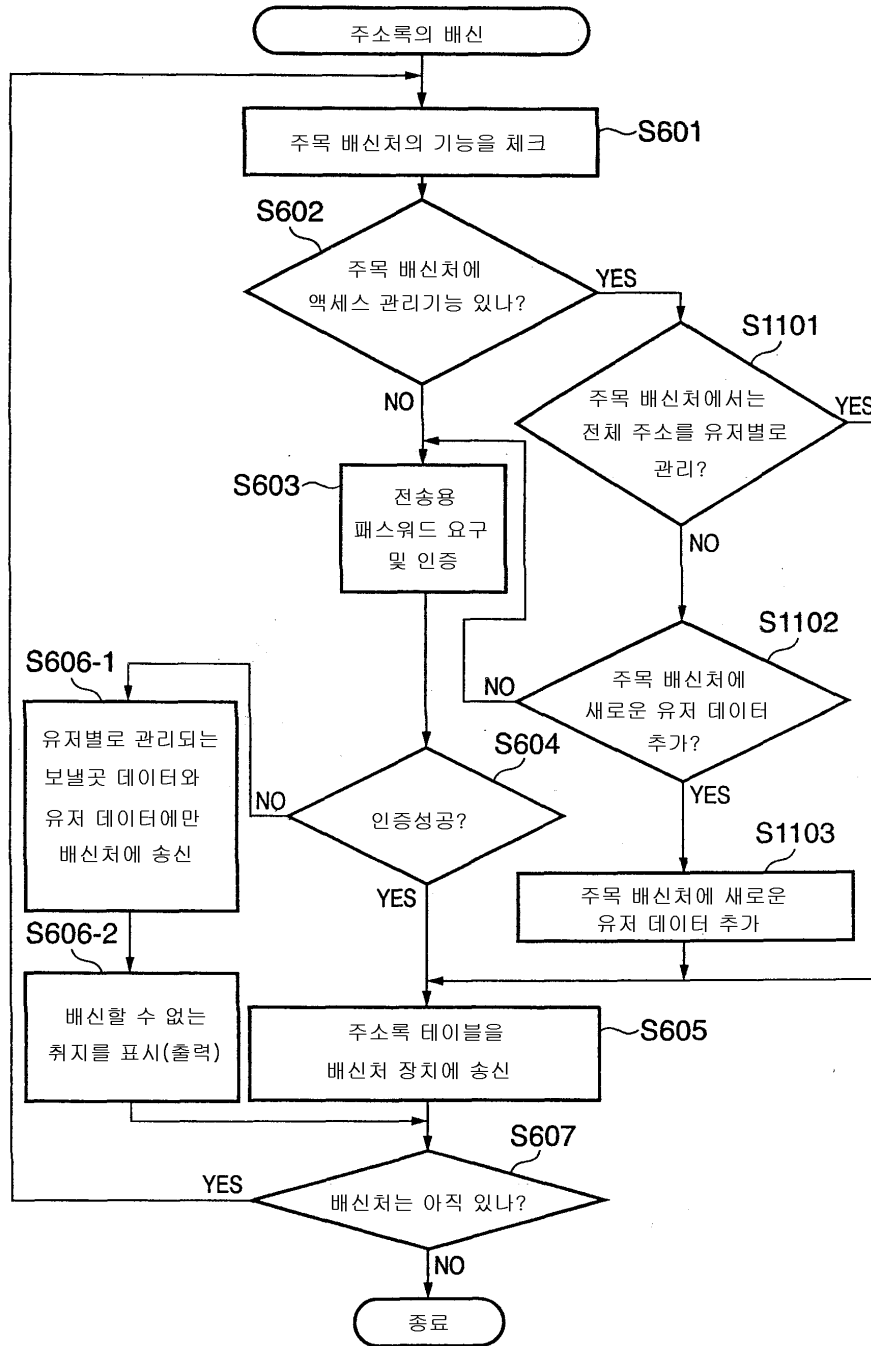 주소록의 배신
주목 배신처의 기능을 체크
S601
S602
주목 배신처에
액세스 관리기능 있나?
YES
NO
S1101
주목 배신처에서는
전체 주소를 유저별로
관리?
YES
NO
S603
전송용
패스워드 요구
및 인증
S1102
주목 배신처에
새로운 유저 데이터
추가?
NO
YES
S606-1
유저별로 관리되는
보낼곳 데이터와
유저 데이터에만
배신처에 송신
S604
인증성공?
NO
YES
S1103
주목 배신처에 새로운
유저 데이터 추가
S606-2
배신할 수 없는
취지를 표시(출력)
주소록 테이블을
배신처 장치에 송신
S605
S607
배신처는 아직 있나?
YES
NO
종료